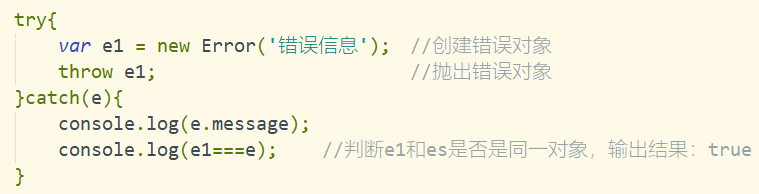 try{
    var e1 = new Error('错误信息');  //创建错误对象
    throw e1;                        //抛出错误对象
}catch(e){
    console.log(e.message);
    console.log(e1===e);     //判断e1和es是否是同一对象，输出结果：true
}